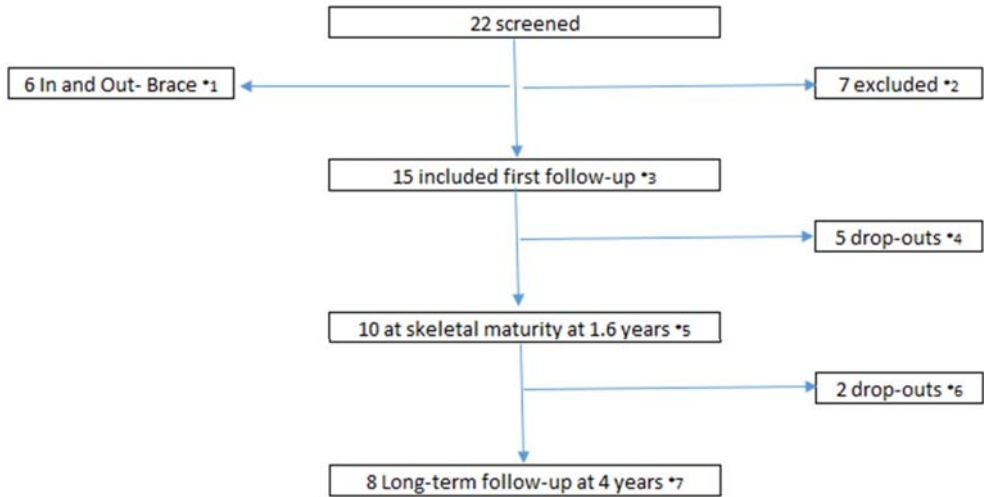 22 screened
6 In and Out- Brace *1
7 excluded *2
15 included first follow-up *3
5 drop-outs *4
10 at skeletal maturity at 1.6 years *5
2 drop-outs *6
8 Long-term follow-up at 4 years *7